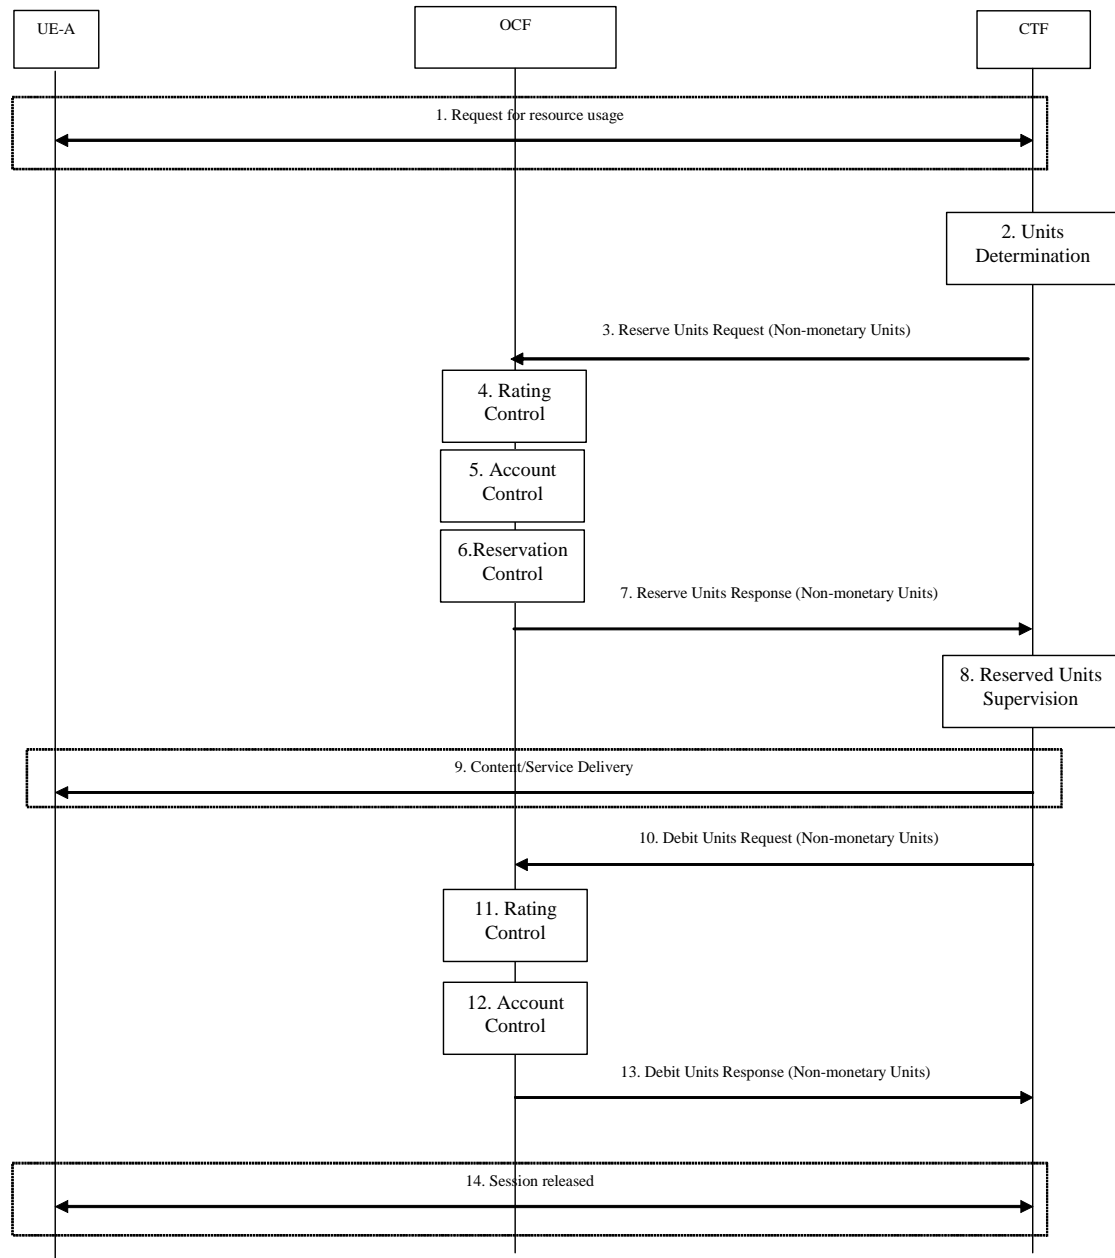 UE-A
OCF
CTF
1. Request for resource usage
2. Units
Determination
3. Reserve Units Request (Non-monetary Units)
4. Rating
Control
5. Account
Control
6.Reservation
Control
7. Reserve Units Response (Non-monetary Units)
8. Reserved Units
Supervision
9. Content/Service Delivery
10. Debit Units Request (Non-monetary Units)
11. Rating
Control
12. Account
Control
13. Debit Units Response (Non-monetary Units)
14. Session released